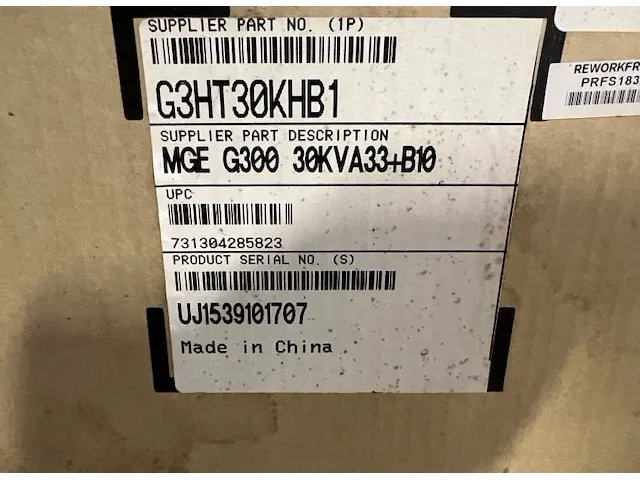 SUPPLIER PART NO. (1P)
G3HT30KHB1
SUPPLIER PART DESCRIPTION
MGE G300 30KVA33+B10
UPC
731304285823
PRODUCT SERIAL NO. (S)
UJ1539101707
Made in China
REWORKFR
PRFS183